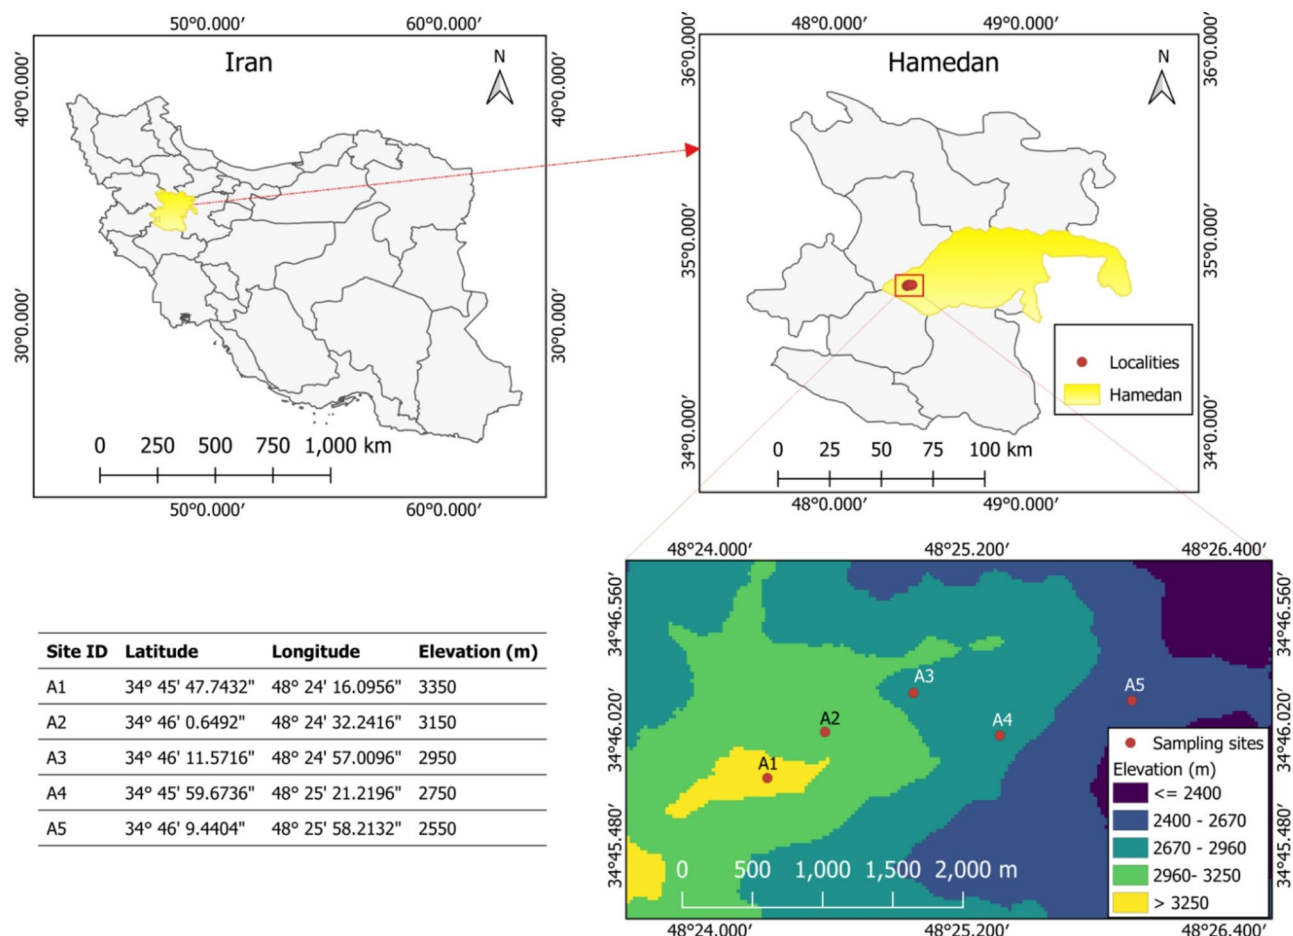 50°0.000′ 60°0.000′
40°0.000′
30°0.000′
Iran
N
40°0.000′
30°0.000′
0 250 500 750 1,000 km
50°0.000′ 60°0.000′
48°0.000′ 49°0.000′
36°0.000′
35°0.000′
34°0.000′
Hamedan
N
36°0.000′
35°0.000′
34°0.000′
Localities
Hamedan
0 25 50 75 100 km
48°0.000′ 49°0.000′
Site ID Latitude Longitude Elevation (m)
A1 34° 45' 47.7432" 48° 24' 16.0956" 3350
A2 34° 46' 0.6492" 48° 24' 32.2416" 3150
A3 34° 46' 11.5716" 48° 24' 57.0096" 2950
A4 34° 45' 59.6736" 48° 25' 21.2196" 2750
A5 34° 46' 9.4404" 48° 25' 58.2132" 2550
48°24.000′ 48°25.200′ 48°26.400′
34°46.560′
34°46.020′
34°45.480′
A3
A5
A2
A4
A1
34°46.560′
34°46.020′
34°45.480′
Sampling sites
Elevation (m)
<= 2400
2400 - 2670
2670 - 2960
2960- 3250
> 3250
0 500 1,000 1,500 2,000 m
48°24.000′ 48°25.200′ 48°26.400′